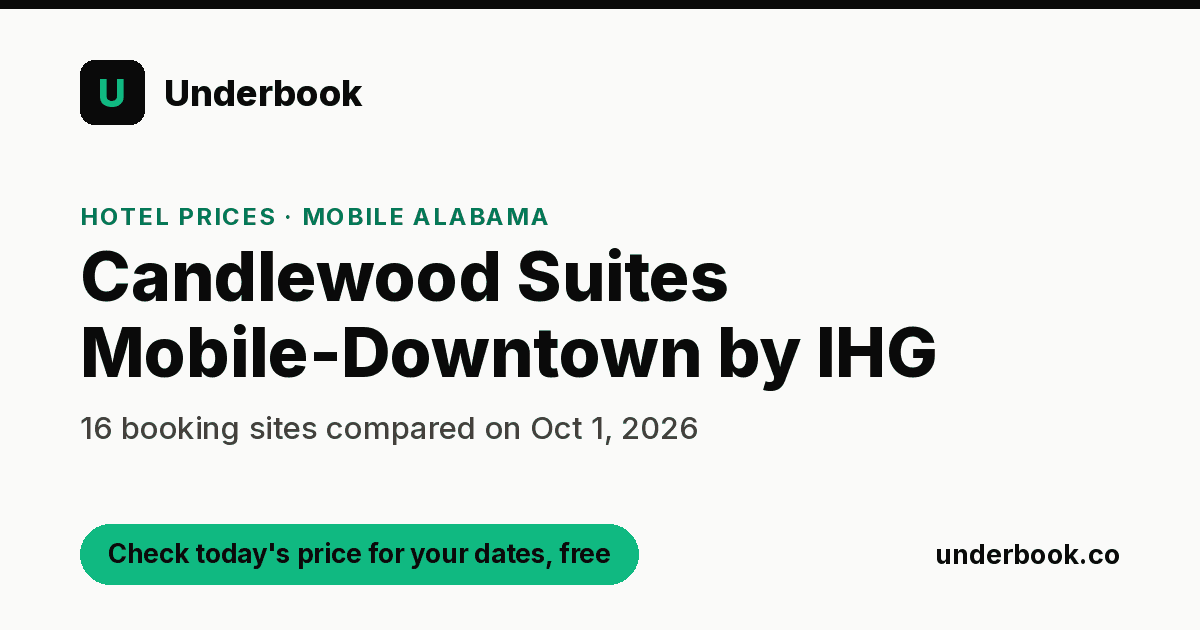 U Underbook
HOTEL PRICES · MOBILE ALABAMA
Candlewood Suites
Mobile-Downtown by IHG
16 booking sites compared on Oct 1, 2026
Check today's price for your dates, free
underbook.co